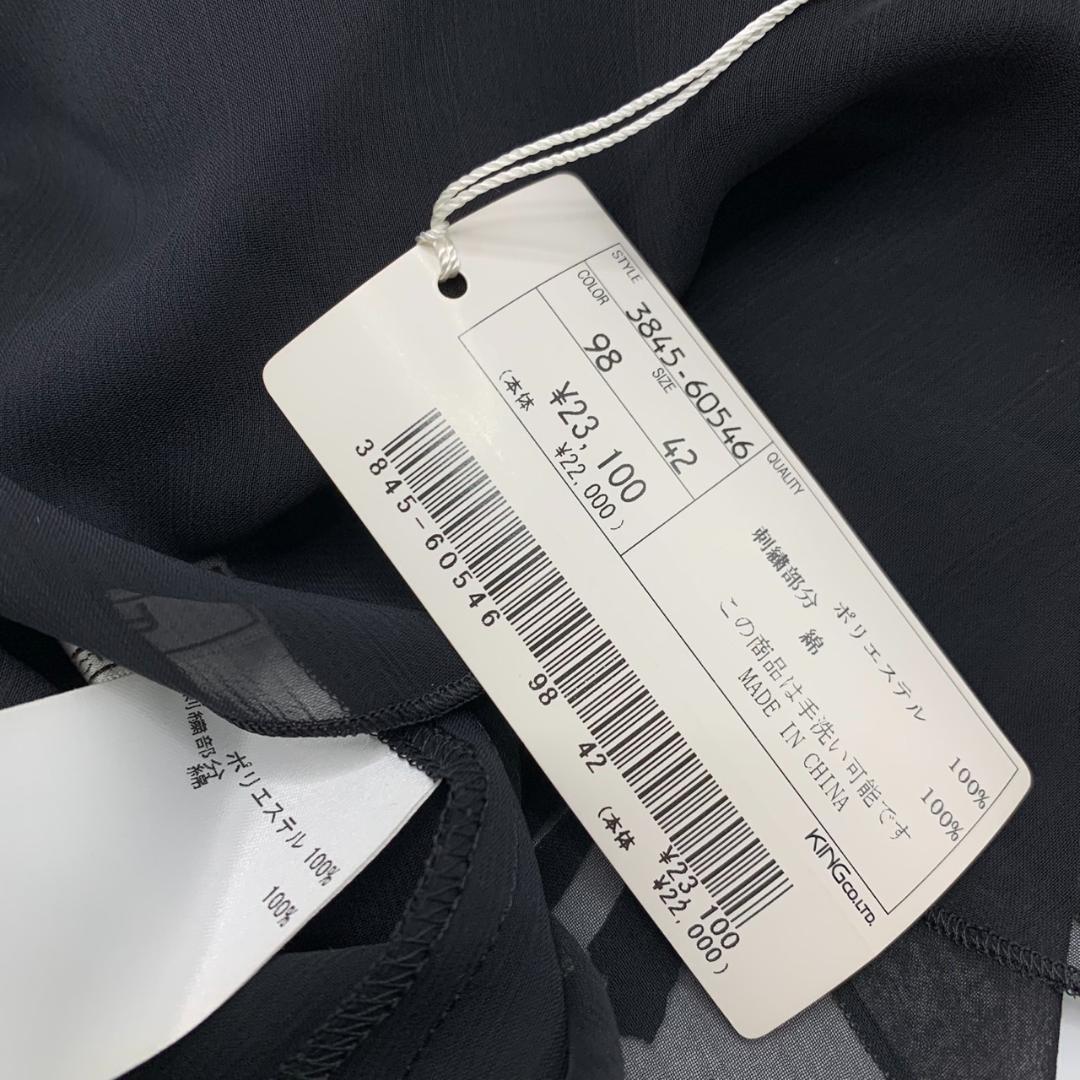 STYLE 3845-60546
COLOR 98 SIZE 42
¥23,100
(本体 ¥22,000)
QUALITY
ポリエステル 100%
刺繍部分 綿 100%
この商品は手洗い可能です
MADE IN CHINA
KING CO.LTD.
3845-60546 98 42
¥23,100
(本体 ¥22,000)
ポリエステル 100%
刺繍部分 綿 100%